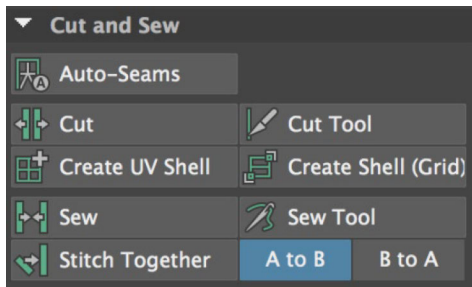 Cut and Sew
Auto-Seams
Cut
Cut Tool
Create UV Shell
Create Shell (Grid)
Sew
Sew Tool
Stitch Together
A to B
B to A